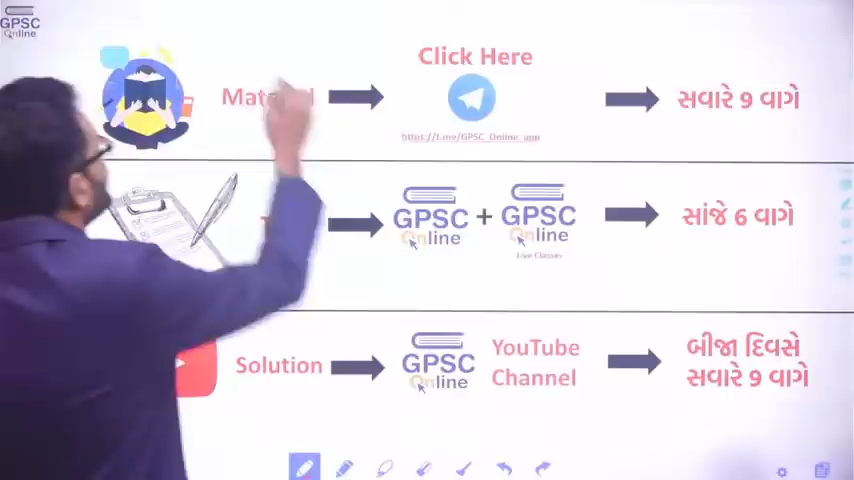 GPSC
Online
Click Here
https://t.me/GPSC_Online_app
સવારે 9 વાગે
GPSC
Online
+
GPSC
Online
Live Classes
સાંજે 6 વાગે
Solution
GPSC
Online
YouTube
Channel
બીજા દિવસે
સવારે 9 વાગે